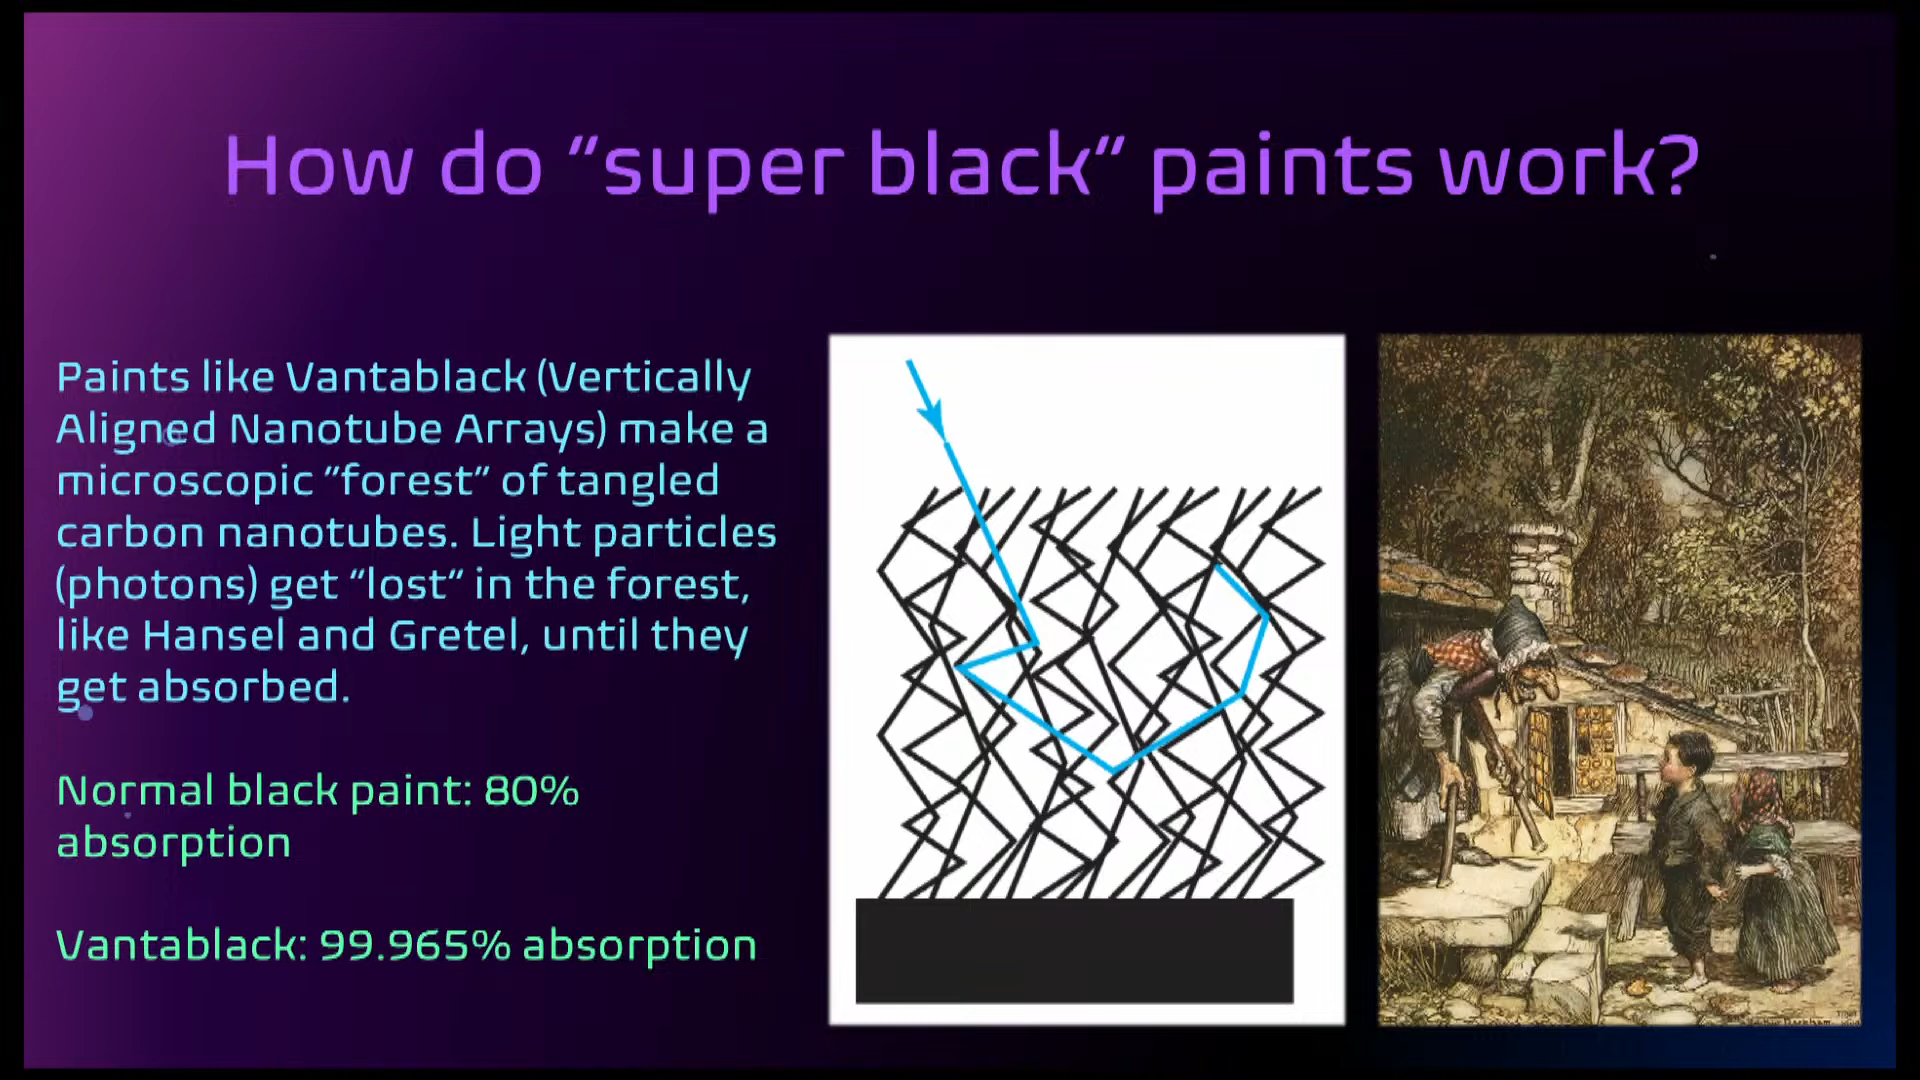 How do "super black" paints work?
Paints like Vantablack (Vertically
Aligned Nanotube Arrays) make a
microscopic "forest" of tangled
carbon nanotubes. Light particles
(photons) get "lost" in the forest,
like Hansel and Gretel, until they
get absorbed.
Normal black paint: 80%
absorption
Vantablack: 99.965% absorption